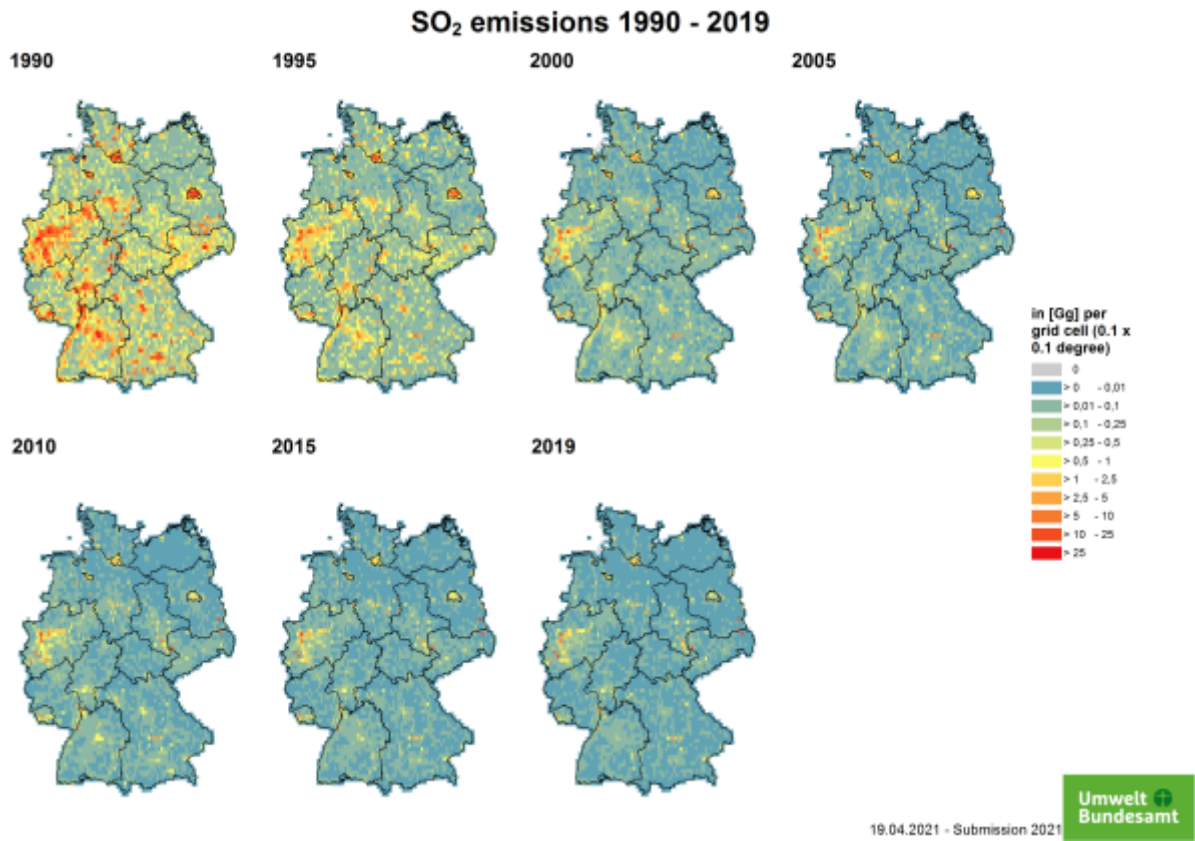 SO₂ emissions 1990 - 2019
1990
1995
2000
2005
in [Gg] per
grid cell (0.1 x
0.1 degree)
0
> 0 - 0,01
> 0,01 - 0,1
> 0,1 - 0,25
> 0,25 - 0,5
> 0,5 - 1
> 1 - 2,5
> 2,5 - 5
> 5 - 10
> 10 - 25
> 25
2010
2015
2019
Umwelt
Bundesamt
19.04.2021 - Submission 2021